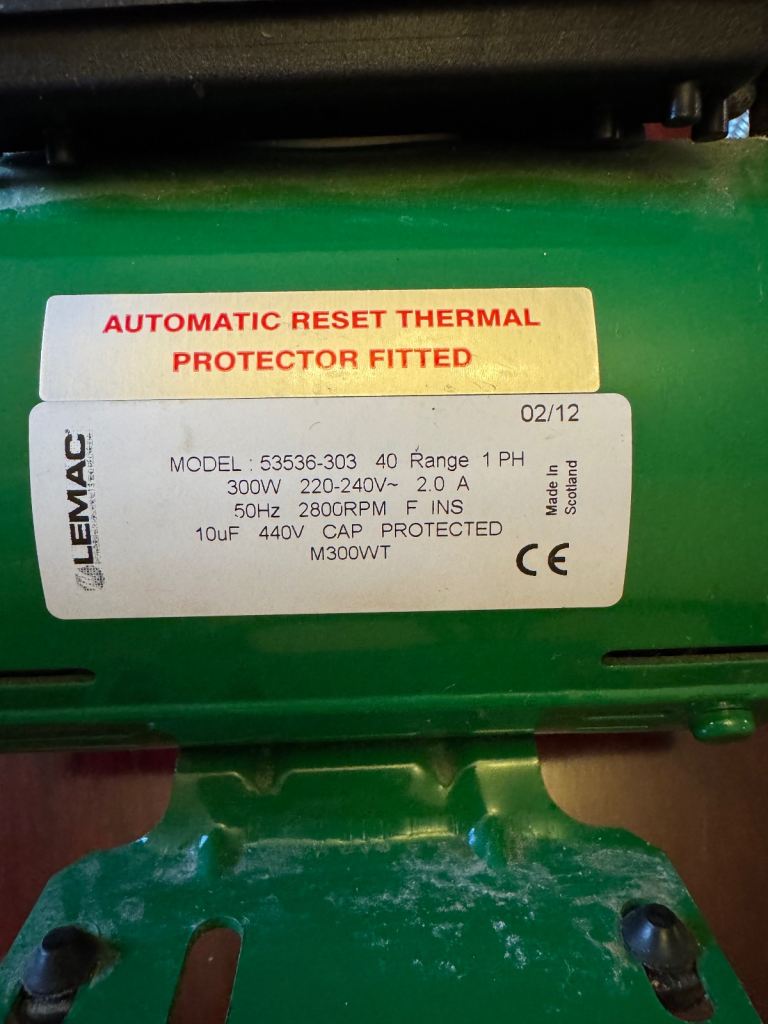 AUTOMATIC RESET THERMAL
PROTECTOR FITTED
02/12
LEMAC
MODEL : 53536-303 40 Range 1 PH
300W 220-240V~ 2.0 A
50Hz 2800RPM F INS
10uF 440V CAP PROTECTED
M300WT
Made In
Scotland
CE